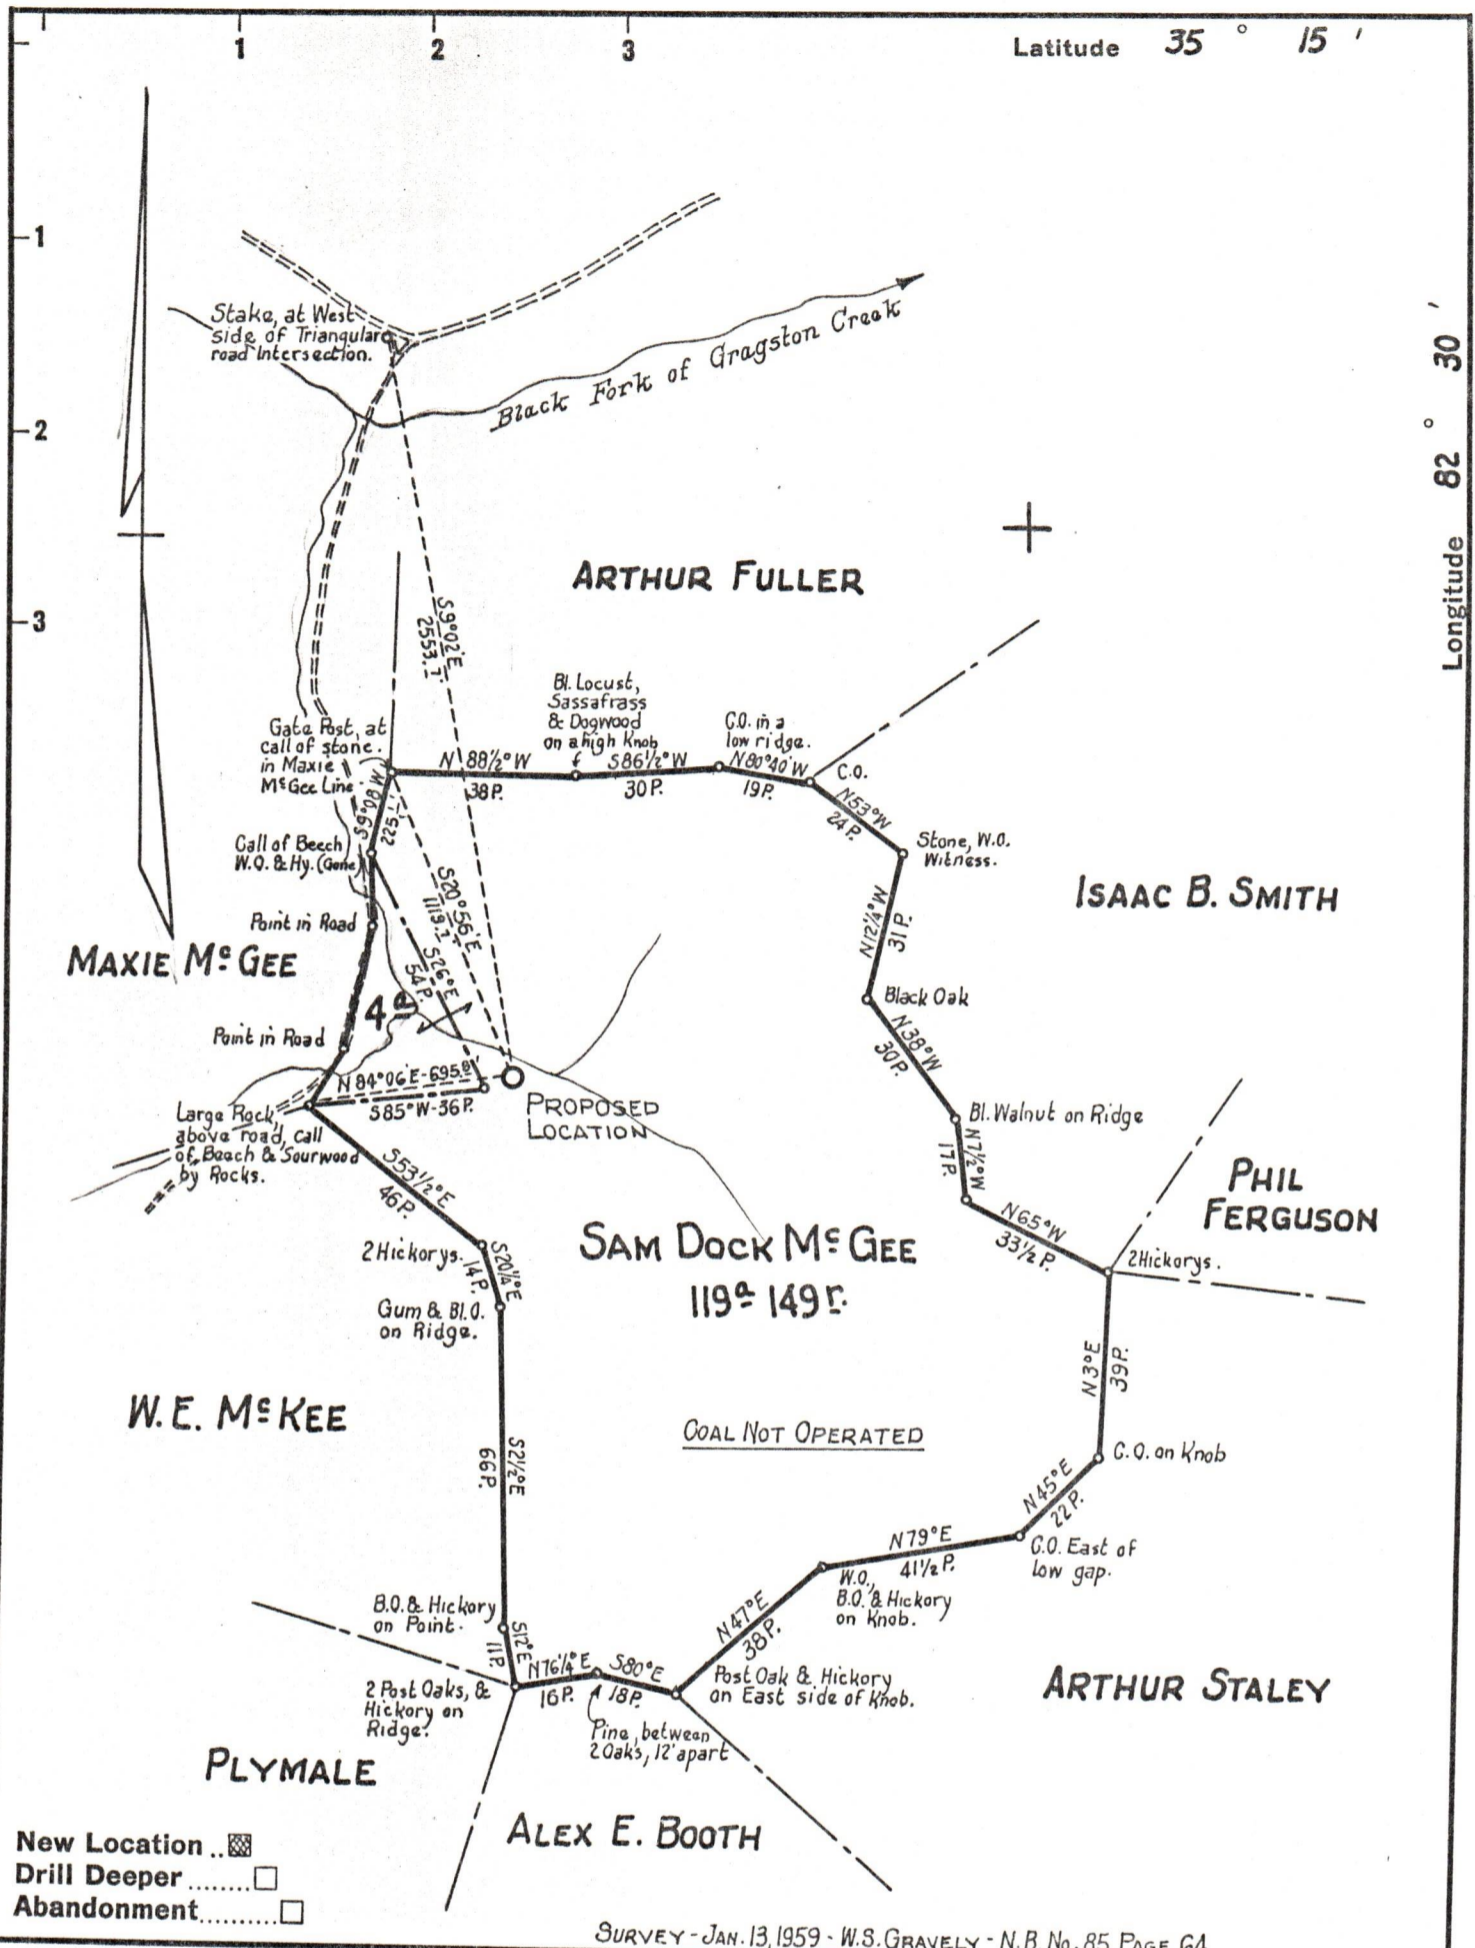 1 2 3
Latitude 35 ° 15 '
1
2
3
Longitude 82 ° 30 '
Stake, at West
side of Triangular
road Intersection.
Black Fork of Gragston Creek
ARTHUR FULLER
S9°02'E
2553.7
Bl. Locust,
Sassafrass
& Dogwood
on a high Knob
C.O. in a
low ridge.
Gate Post, at
call of stone.
in Maxie
McGee Line
N 88½°W
38P.
S86½°W
30P.
N80°40'W
19P.
C.O.
N53°W
24P.
S9°08'W
225.
Call of Beech
W.O. & Hy. (Gone)
Stone, W.O.
Witness.
ISAAC B. SMITH
N12¼°W
31P.
S20°56'E
1119.7
Point in Road
MAXIE McGEE
S26°E
54P.
4a
Black Oak
Point in Road
N38°W
30P.
N 84°06'E-695.8'
S85°W-36P.
PROPOSED
LOCATION
Large Rock,
above road, call
of Beech & Sourwood
by Rocks.
Bl. Walnut on Ridge
N7½°W
17P.
S53½°E
46P.
PHIL
FERGUSON
N65°W
33½P.
2Hickorys.
2Hickorys.
S20¼°E
14P.
SAM DOCK McGEE
119a 149r.
Gum & Bl.O.
on Ridge.
N3°E
39P.
W.E. McKEE
COAL NOT OPERATED
S2½°E
66P.
C.O. on Knob
N45°E
22P.
N79°E
41½P.
C.O. East of
low gap.
W.O.,
B.O. & Hickory
on Knob.
B.O. & Hickory
on Point.
N47°E
38P.
S12°E
11P.
N76¼°E
16P.
S80°E
18P.
Post Oak & Hickory
on East side of Knob.
ARTHUR STALEY
2 Post Oaks, &
Hickory on
Ridge.
Pine, between
2Oaks, 12' apart
PLYMALE
ALEX E. BOOTH
New Location ..
Drill Deeper ........
Abandonment..........
SURVEY - JAN. 13, 1959 - W.S. GRAVELY - N.B. No. 85 PAGE 64